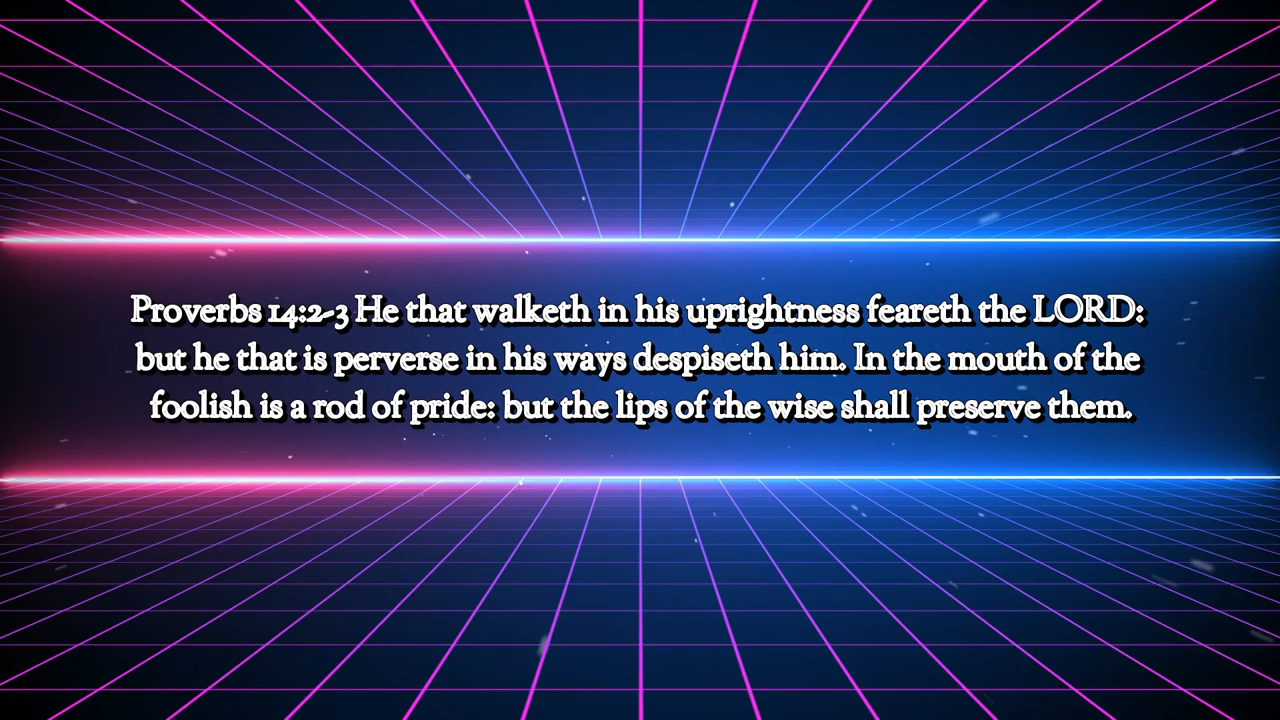 Proverbs 14:2-3 He that walketh in his uprightness feareth the LORD:
but he that is perverse in his ways despiseth him. In the mouth of the
foolish is a rod of pride: but the lips of the wise shall preserve them.